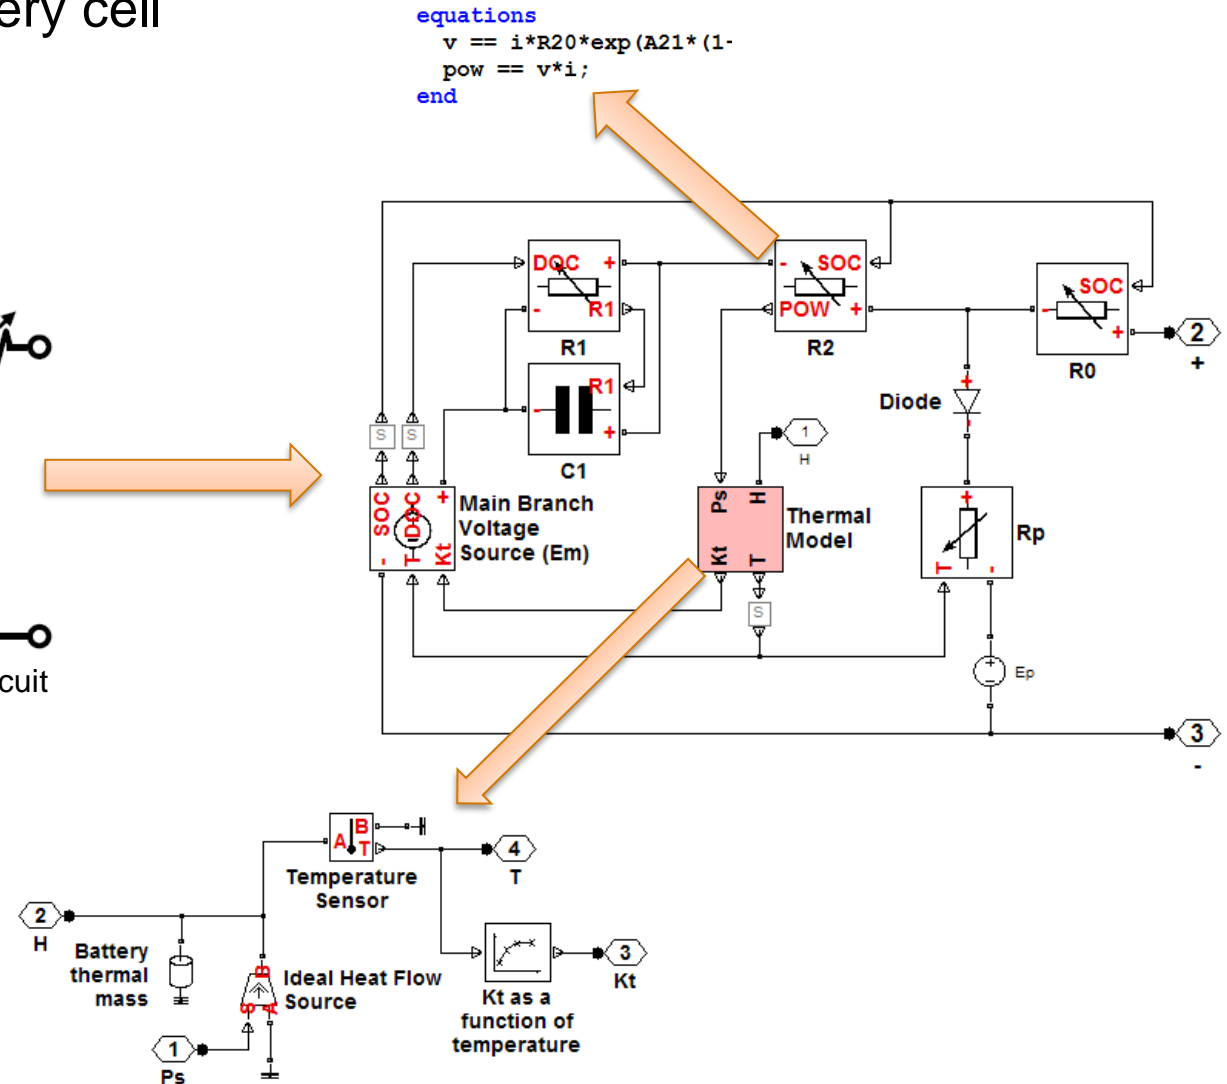 ery cell
equations
v == i*R20*exp(A21*(1-
pow == v*i;
end
DOC +
- R1
R1
R1
-
+
C1
- SOC
POW +
R2
SOC
-
+
R0
2
+
Diode
+
-
1
H
S S
SOC DOC +
- T Kt
Main Branch
Voltage
Source (Em)
Ps H
Kt T
Thermal
Model
S
+
T -
Rp
+
-
Ep
cuit
3
-
A B
T
Temperature
Sensor
4
T
2
H
Battery
thermal
mass
B
S A
Ideal Heat Flow
Source
1
Ps
Kt as a
function of
temperature
3
Kt